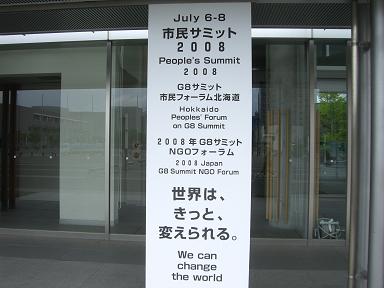 July 6-8
市民サミット
2008
People's Summit
2008
G8サミット
市民フォーラム北海道
Hokkaido
Peoples' Forum
on G8 Summit
2008年G8サミット
NGOフォーラム
2008 Japan
G8 Summit NGO Forum
世界は、
きっと、
変えられる。
We can
change
the world